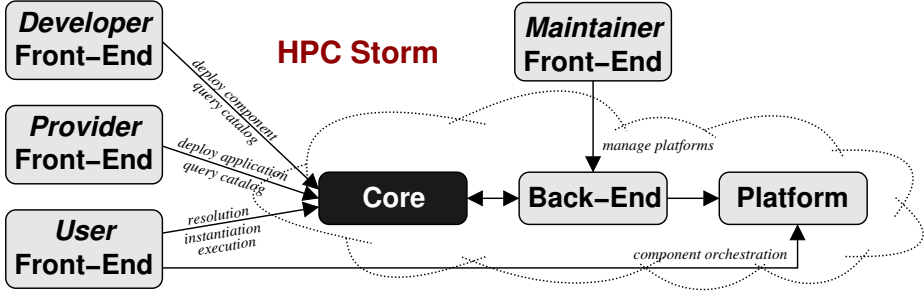 Developer
Front−End
HPC Storm
Maintainer
Front−End
deploy component
query catalog
Provider
Front−End
deploy application
query catalog
manage platforms
Core
Back−End
Platform
User
Front−End
resolution
instantiation
execution
component orchestration